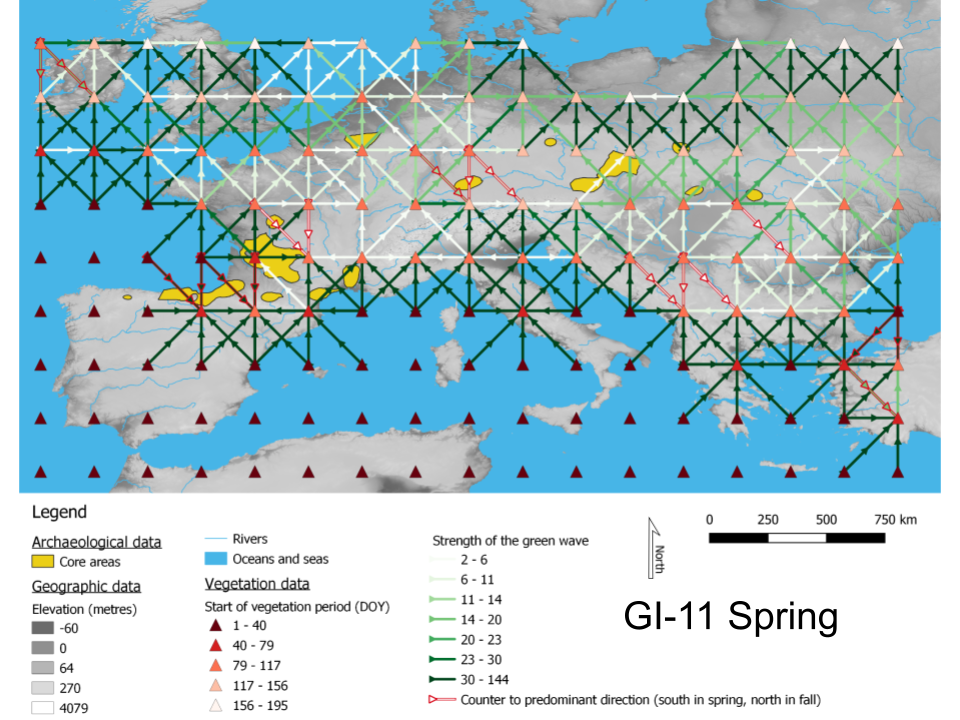 Legend
Archaeological data
Core areas
Geographic data
Elevation (metres)
-60
0
64
270
4079
Rivers
Oceans and seas
Vegetation data
Start of vegetation period (DOY)
1 - 40
40 - 79
79 - 117
117 - 156
156 - 195
Strength of the green wave
2 - 6
6 - 11
11 - 14
14 - 20
20 - 23
23 - 30
30 - 144
Counter to predominant direction (south in spring, north in fall)
North
0 250 500 750 km
GI-11 Spring